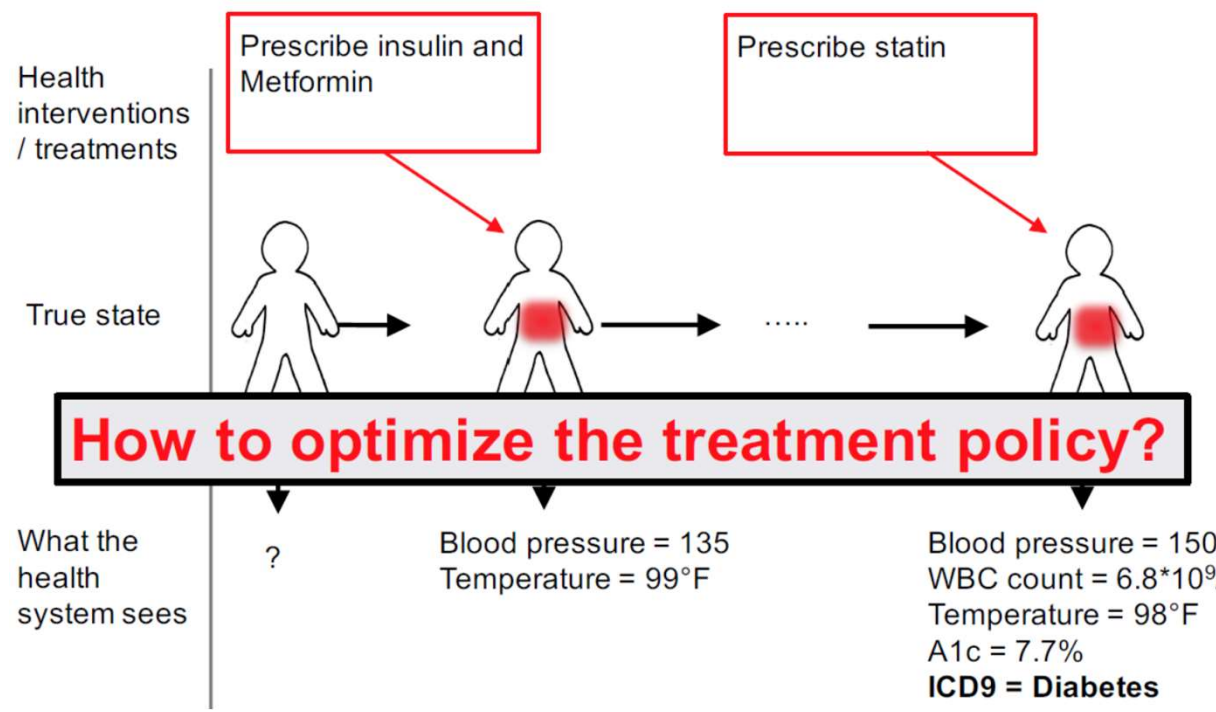 Health
interventions
/ treatments
Prescribe insulin and
Metformin
Prescribe statin
True state
.....
How to optimize the treatment policy?
What the
health
system sees
?
Blood pressure = 135
Temperature = 99°F
Blood pressure = 150
WBC count = 6.8*10⁹
Temperature = 98°F
A1c = 7.7%
ICD9 = Diabetes